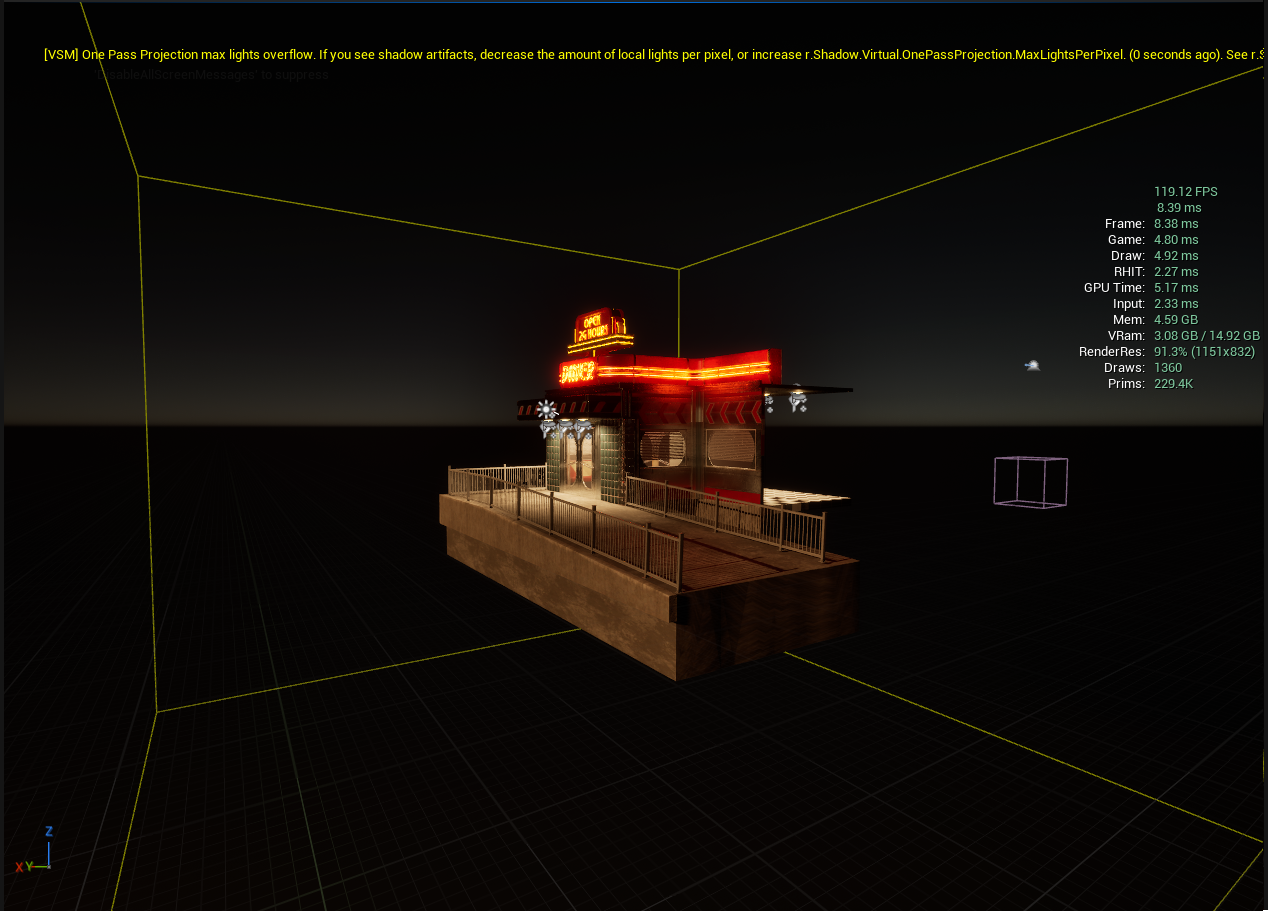 [VSM] One Pass Projection max lights overflow. If you see shadow artifacts, decrease the amount of local lights per pixel, or increase r.Shadow.Virtual.OnePassProjection.MaxLightsPerPixel. (0 seconds ago). See r.S
'DisableAllScreenMessages' to suppress
119.12 FPS
8.39 ms
Frame: 8.38 ms
Game: 4.80 ms
Draw: 4.92 ms
RHIT: 2.27 ms
GPU Time: 5.17 ms
Input: 2.33 ms
Mem: 4.59 GB
VRam: 3.08 GB / 14.92 GB
RenderRes: 91.3% (1151x832)
Draws: 1360
Prims: 229.4K
OPEN
24 HOURS
DINER
Z
X Y